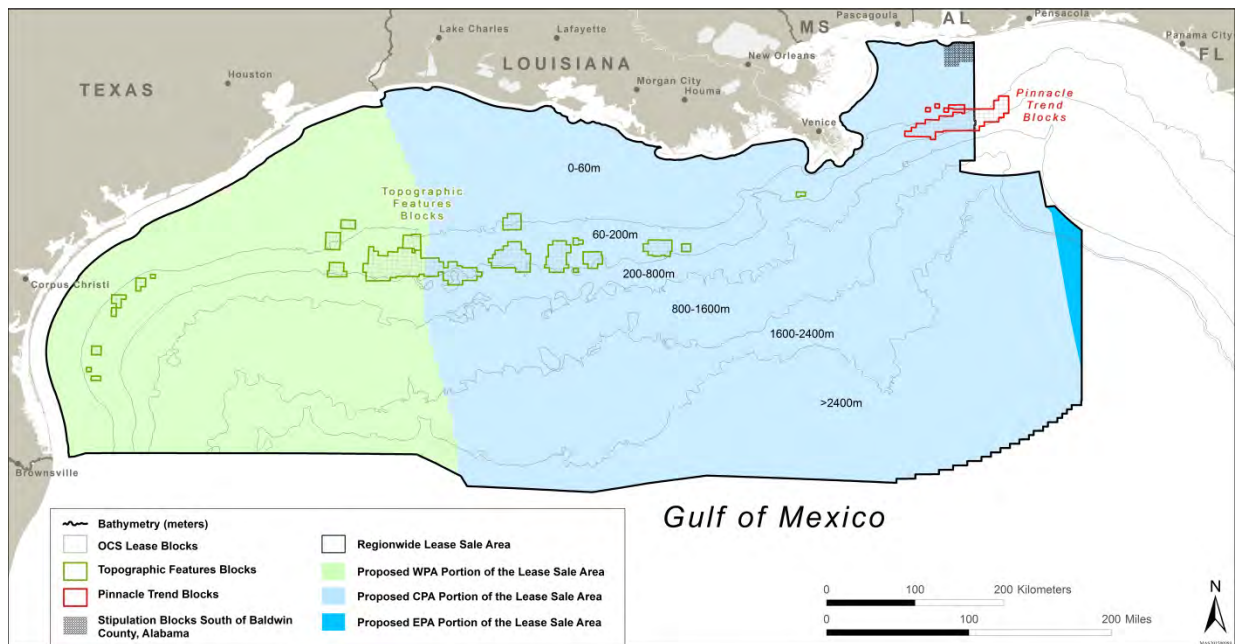 MS
Pascagoula
AL
Pensacola
Panama City
FL
Lake Charles
Lafayette
New Orleans
LOUISIANA
Houston
TEXAS
Morgan City
Houma
Venice
Pinnacle
Trend
Blocks
0-60m
Topographic
Features
Blocks
60-200m
200-800m
Corpus Christi
800-1600m
1600-2400m
>2400m
Brownsville
Gulf of Mexico
Bathymetry (meters)
OCS Lease Blocks
Topographic Features Blocks
Pinnacle Trend Blocks
Stipulation Blocks South of Baldwin
County, Alabama
Regionwide Lease Sale Area
Proposed WPA Portion of the Lease Sale Area
Proposed CPA Portion of the Lease Sale Area
Proposed EPA Portion of the Lease Sale Area
0 100 200 Kilometers
0 100 200 Miles
N